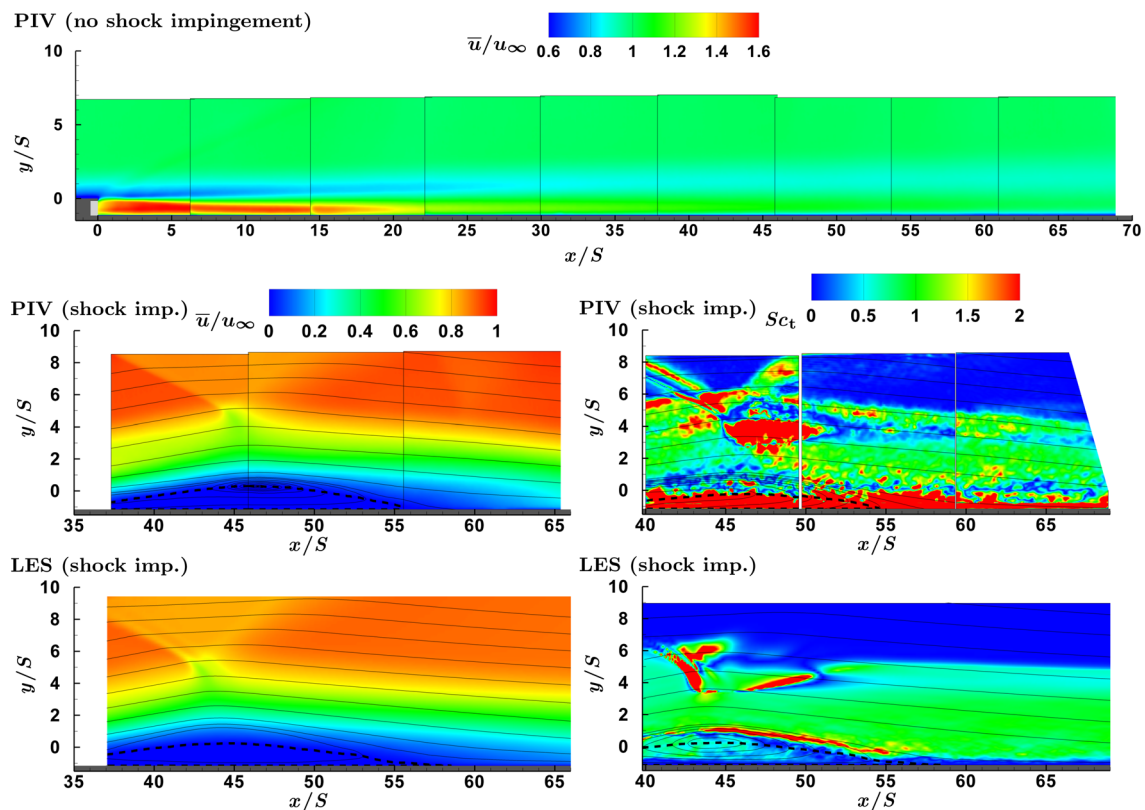 PIV (no shock impingement)
u̅/u∞
0.6 0.8 1 1.2 1.4 1.6
10
5
0
y/S
0 5 10 15 20 25 30 35 40 45 50 55 60 65 70
x/S
PIV (shock imp.)
u̅/u∞
0 0.2 0.4 0.6 0.8 1
10
8
6
4
2
0
y/S
35 40 45 50 55 60 65
x/S
PIV (shock imp.)
Sct
0 0.5 1 1.5 2
10
8
6
4
2
0
y/S
40 45 50 55 60 65
x/S
LES (shock imp.)
10
8
6
4
2
0
y/S
35 40 45 50 55 60 65
x/S
LES (shock imp.)
10
8
6
4
2
0
y/S
40 45 50 55 60 65
x/S